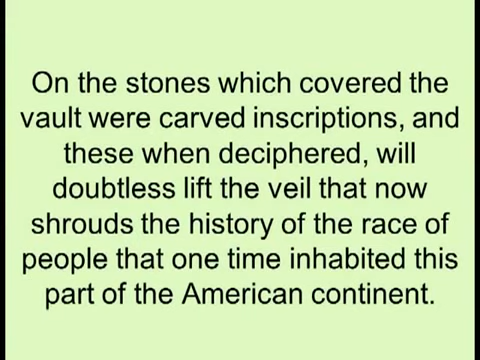 On the stones which covered the
vault were carved inscriptions, and
these when deciphered, will
doubtless lift the veil that now
shrouds the history of the race of
people that one time inhabited this
part of the American continent.